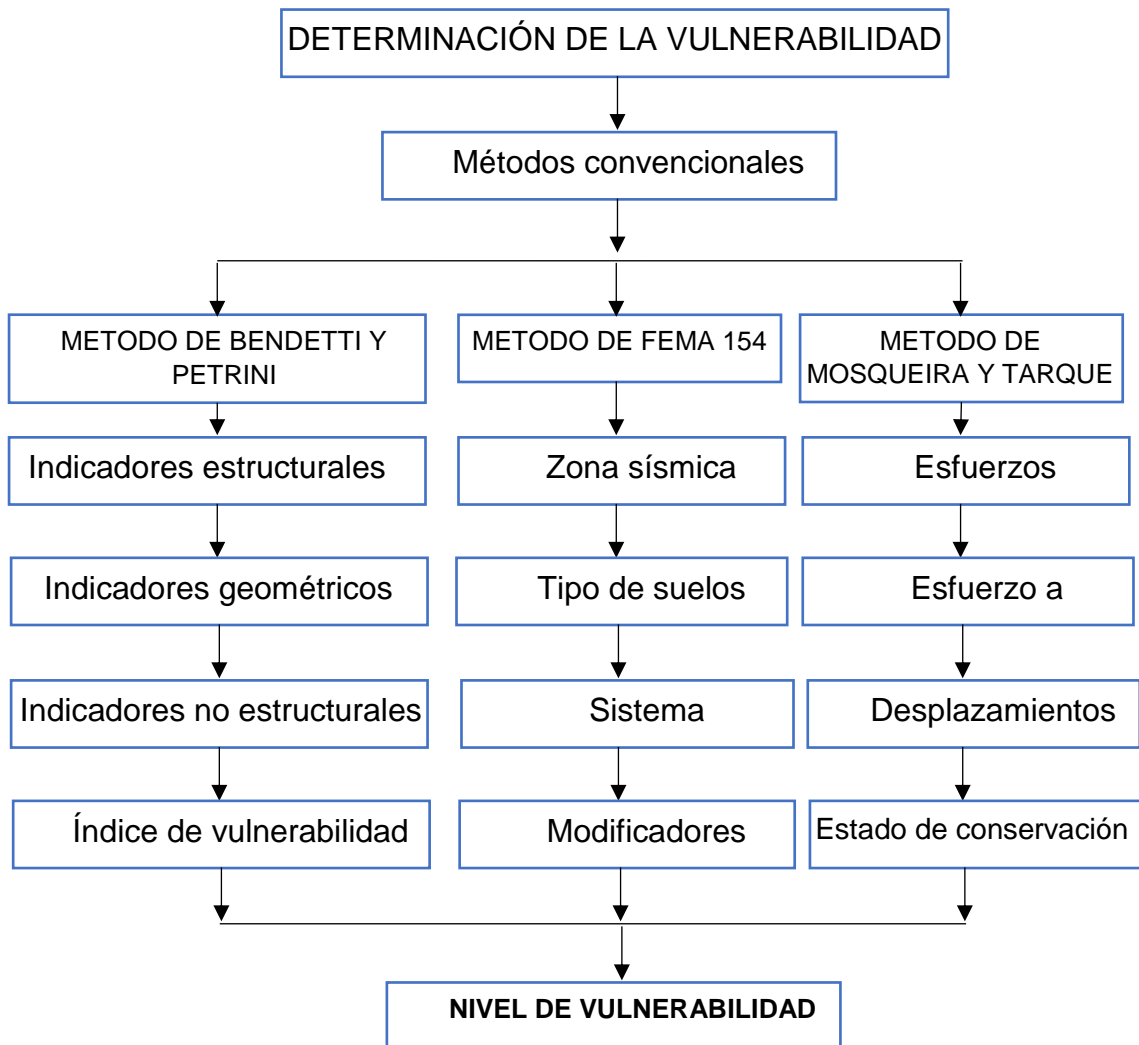 DETERMINACIÓN DE LA VULNERABILIDAD
Métodos convencionales
METODO DE BENDETTI Y
PETRINI
METODO DE FEMA 154
METODO DE
MOSQUEIRA Y TARQUE
Indicadores estructurales
Zona sísmica
Esfuerzos
Indicadores geométricos
Tipo de suelos
Esfuerzo a
Indicadores no estructurales
Sistema
Desplazamientos
Índice de vulnerabilidad
Modificadores
Estado de conservación
NIVEL DE VULNERABILIDAD